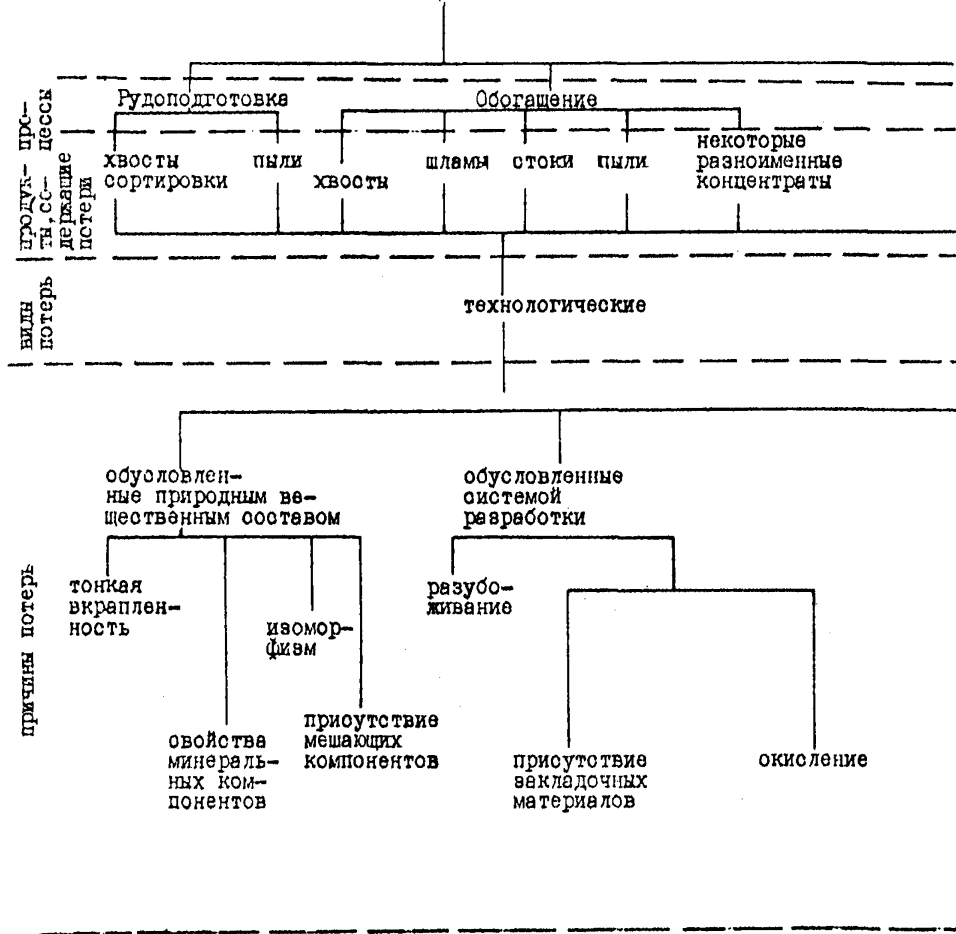 про-
цессы
Рудоподготовка
Обогащение
продук-
ты, со-
держащие
потери
хвосты
сортировки
пыли
хвосты
шламы
стоки
пыли
некоторые
разноименные
концентраты
виды
потерь
технологические
причины потерь
обусловлен-
ные природным ве-
щественным составом
обусловленные
системой
разработки
тонкая
вкраплен-
ность
изомор-
физм
разубо-
живание
свойства
минераль-
ных ком-
понентов
присутствие
мешающих
компонентов
присутствие
закладочных
материалов
окисление